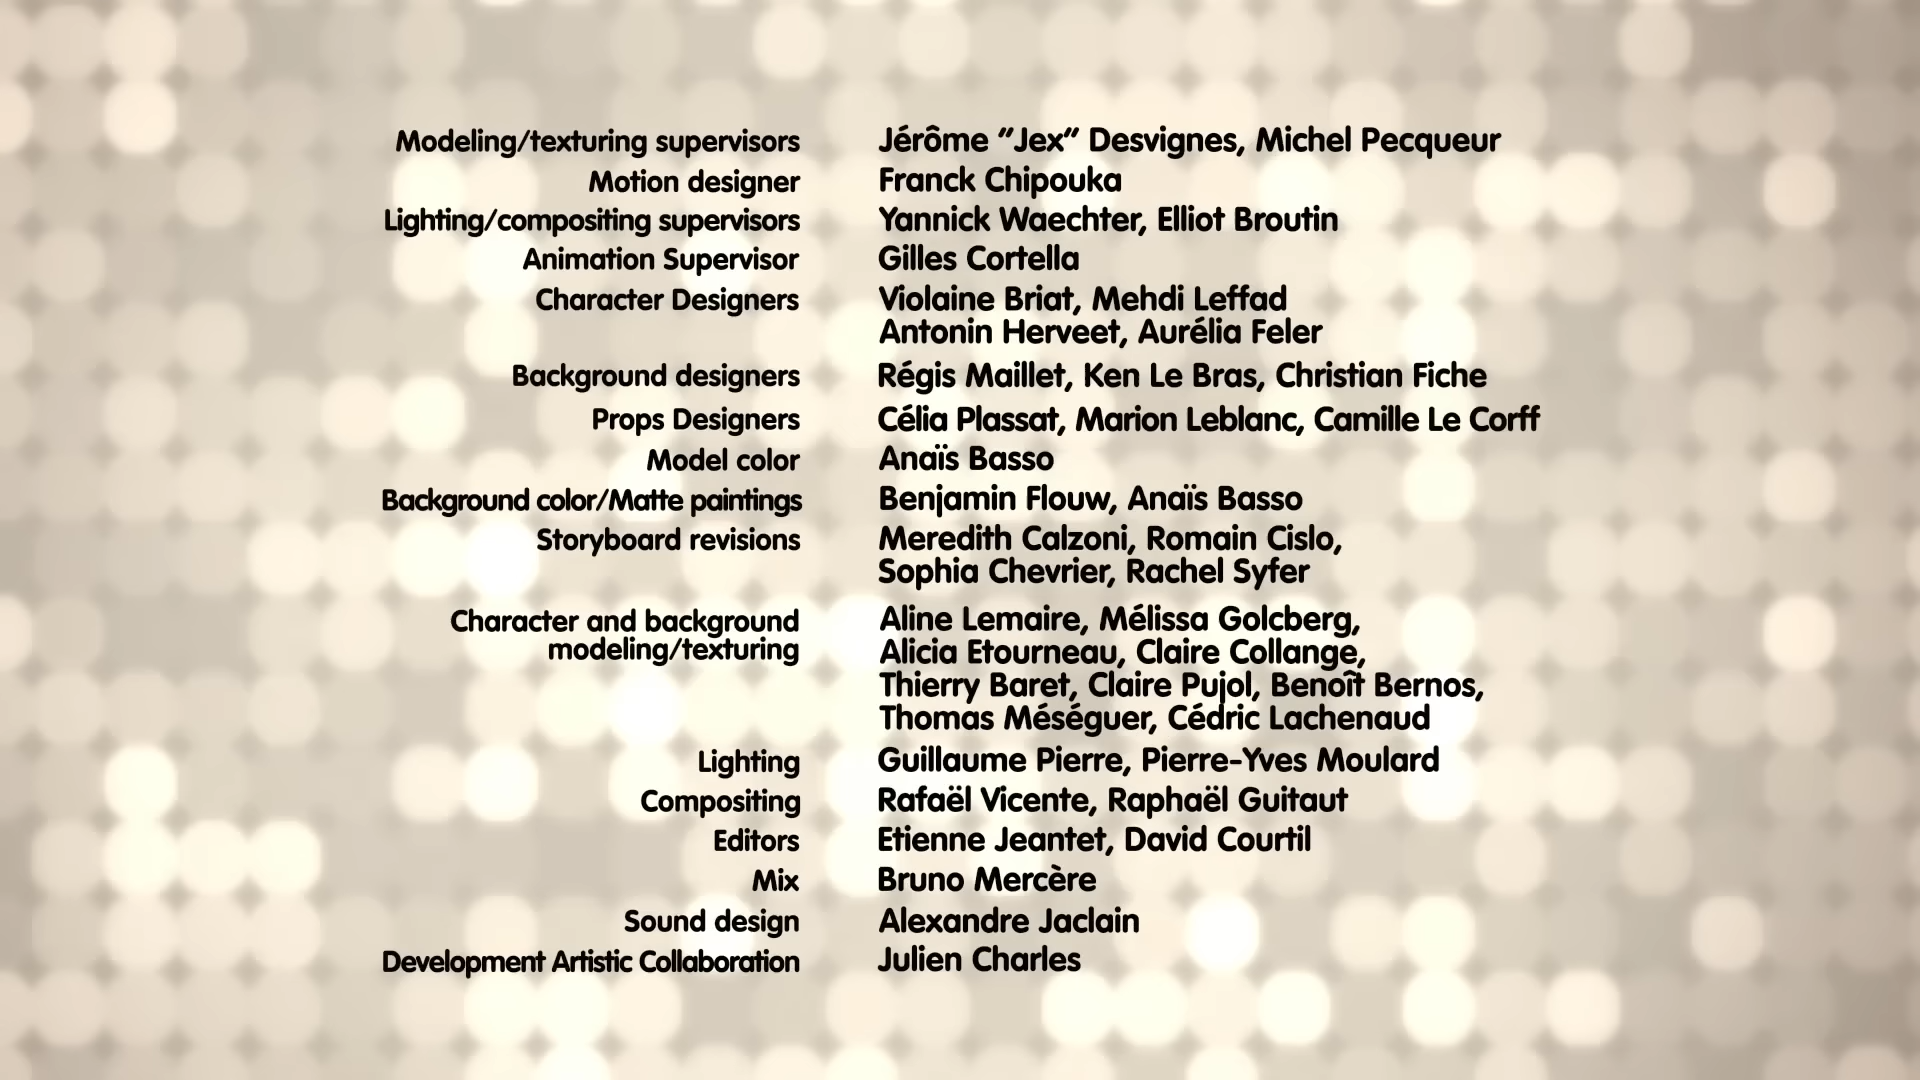 Modeling/texturing supervisors Jérôme "Jex" Desvignes, Michel Pecqueur
Motion designer Franck Chipouka
Lighting/compositing supervisors Yannick Waechter, Elliot Broutin
Animation Supervisor Gilles Cortella
Character Designers Violaine Briat, Mehdi Leffad
Antonin Herveet, Aurélia Feler
Background designers Régis Maillet, Ken Le Bras, Christian Fiche
Props Designers Célia Plassat, Marion Leblanc, Camille Le Corff
Model color Anaïs Basso
Background color/Matte paintings Benjamin Flouw, Anaïs Basso
Storyboard revisions Meredith Calzoni, Romain Cislo,
Sophia Chevrier, Rachel Syfer
Character and background Aline Lemaire, Mélissa Golcberg,
modeling/texturing Alicia Etourneau, Claire Collange,
Thierry Baret, Claire Pujol, Benoît Bernos,
Thomas Méséguer, Cédric Lachenaud
Lighting Guillaume Pierre, Pierre-Yves Moulard
Compositing Rafaël Vicente, Raphaël Guitaut
Editors Etienne Jeantet, David Courtil
Mix Bruno Mercère
Sound design Alexandre Jaclain
Development Artistic Collaboration Julien Charles